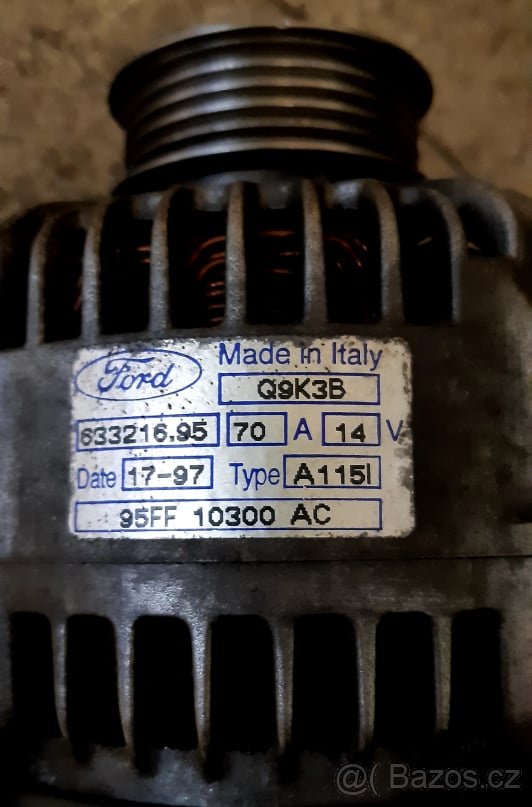 Ford Made in Italy
Q9K3B
633216.95 70 A 14 V
Date 17-97 Type A115I
95FF 10300 AC
@( Bazos.cz